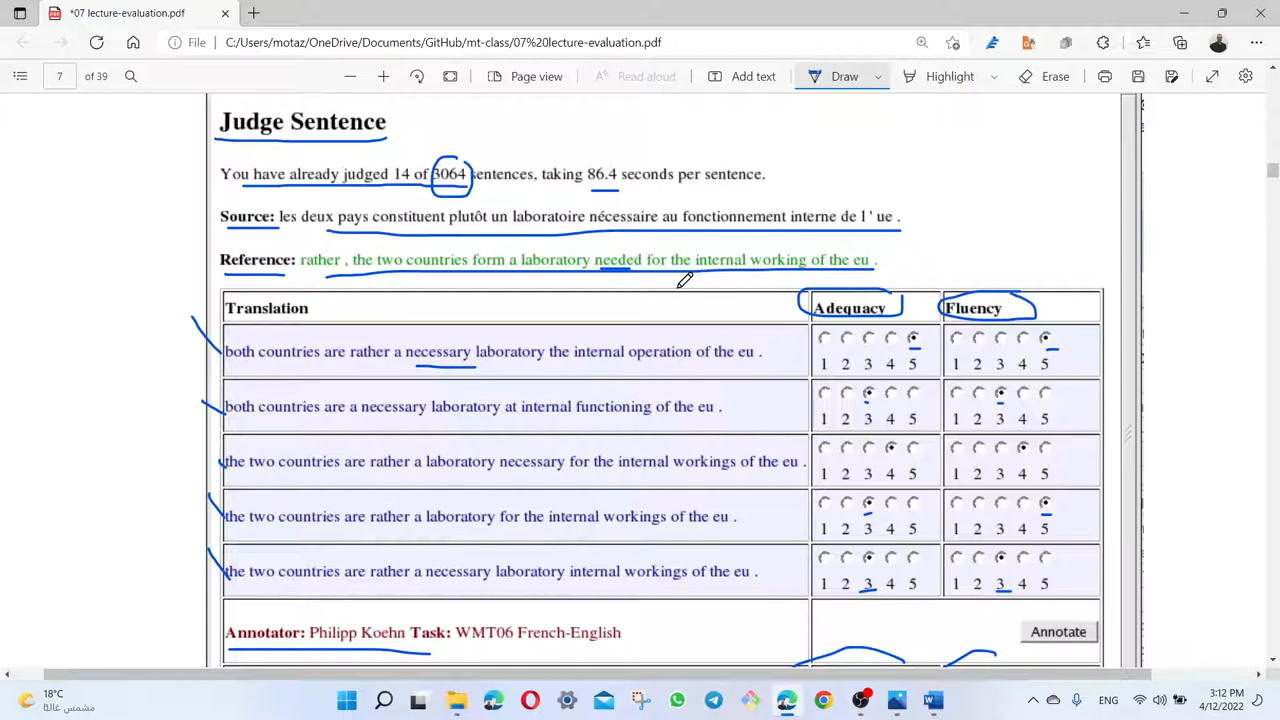 *07 lecture-evaluation.pdf
File C:/Users/motaz/OneDrive/Documents/GitHub/mt-class/07%20lecture-evaluation.pdf
7 of 39 Page view Read aloud Add text Draw Highlight Erase
Judge Sentence
You have already judged 14 of 3064 sentences, taking 86.4 seconds per sentence.
Source: les deux pays constituent plutôt un laboratoire nécessaire au fonctionnement interne de l ' ue .
Reference: rather , the two countries form a laboratory needed for the internal working of the eu .
Translation Adequacy Fluency
both countries are rather a necessary laboratory the internal operation of the eu .
1 2 3 4 5 1 2 3 4 5
both countries are a necessary laboratory at internal functioning of the eu .
1 2 3 4 5 1 2 3 4 5
the two countries are rather a laboratory necessary for the internal workings of the eu .
1 2 3 4 5 1 2 3 4 5
the two countries are rather a laboratory for the internal workings of the eu .
1 2 3 4 5 1 2 3 4 5
the two countries are rather a necessary laboratory internal workings of the eu .
1 2 3 4 5 1 2 3 4 5
Annotator: Philipp Koehn Task: WMT06 French-English Annotate
18°C
مشمس غالبًا
ENG
3:12 PM
4/12/2022